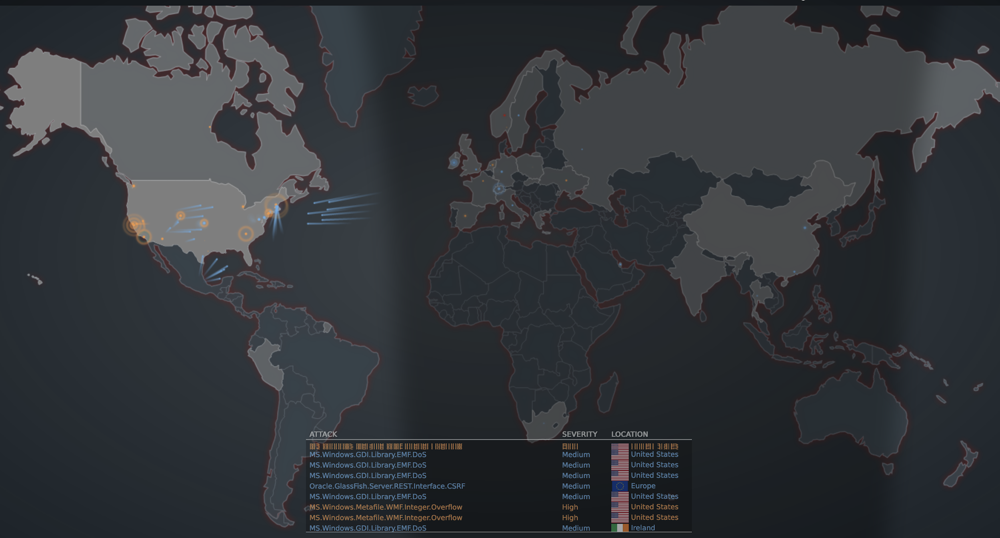 ATTACK SEVERITY LOCATION
MS.Windows.GDI.Library.EMF.DoS Medium United States
MS.Windows.GDI.Library.EMF.DoS Medium United States
MS.Windows.GDI.Library.EMF.DoS Medium United States
Oracle.GlassFish.Server.REST.Interface.CSRF Medium Europe
MS.Windows.GDI.Library.EMF.DoS Medium United States
MS.Windows.Metafile.WMF.Integer.Overflow High United States
MS.Windows.Metafile.WMF.Integer.Overflow High United States
MS.Windows.GDI.Library.EMF.DoS Medium Ireland